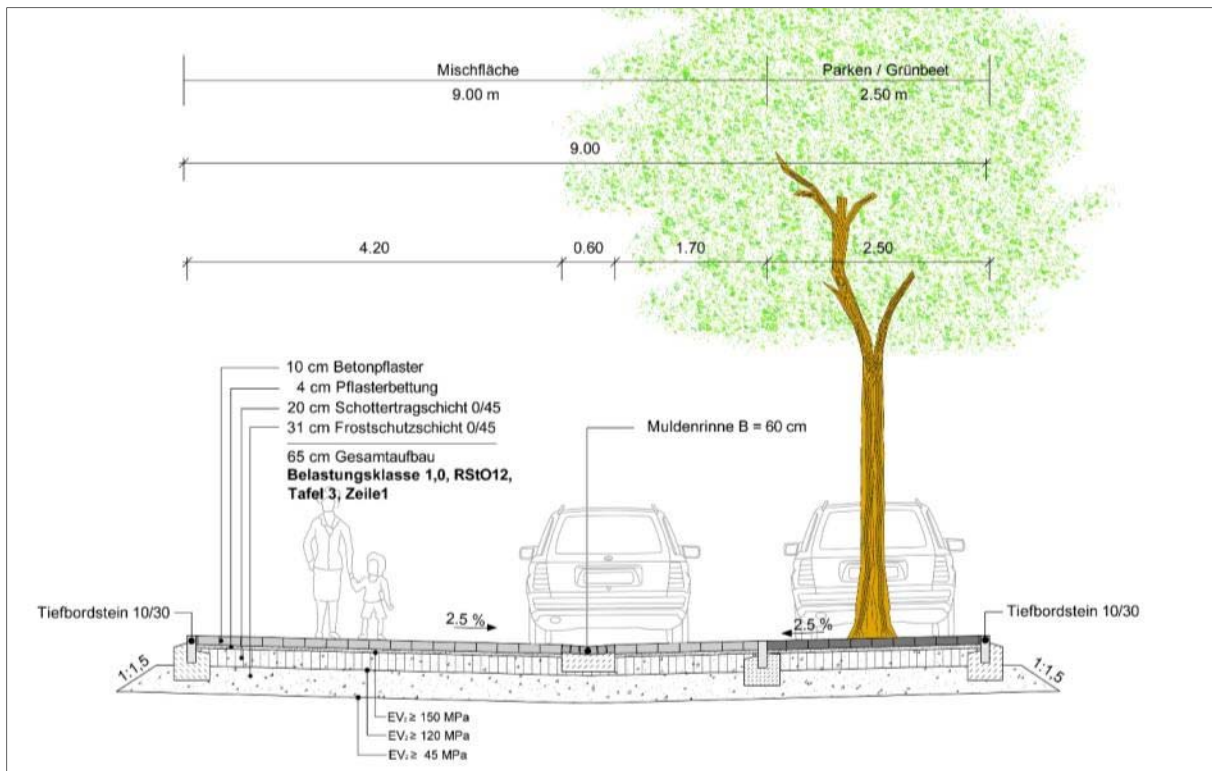 Mischfläche
9.00 m
Parken / Grünbeet
2.50 m
9.00
4.20
0.60
1.70
2.50
10 cm Betonpflaster
4 cm Pflasterbettung
20 cm Schottertragschicht 0/45
31 cm Frostschutzschicht 0/45
65 cm Gesamtaufbau
Belastungsklasse 1,0, RStO12,
Tafel 3, Zeile1
Muldenrinne B = 60 cm
Tiefbordstein 10/30
2.5 %
2.5 %
Tiefbordstein 10/30
1:1,5
1:1,5
EV₂ ≥ 150 MPa
EV₂ ≥ 120 MPa
EV₂ ≥ 45 MPa